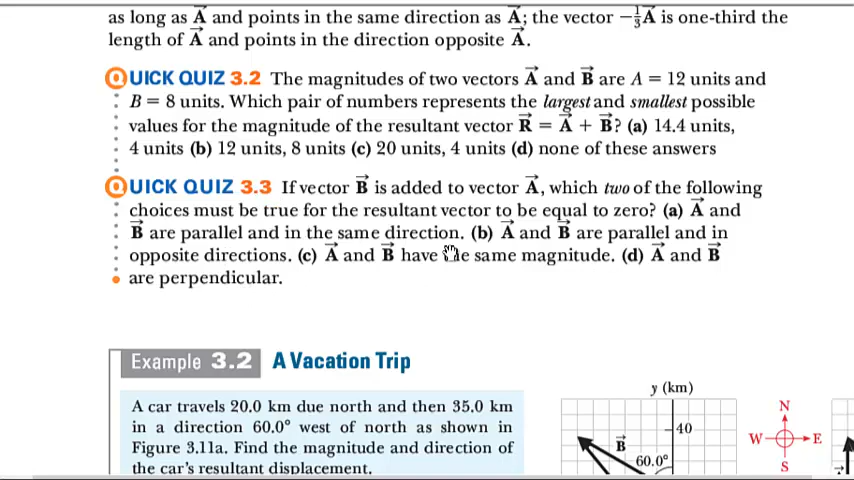 as long as A⃗ and points in the same direction as A⃗; the vector −⅓A⃗ is one-third the
length of A⃗ and points in the direction opposite A⃗.
QUICK QUIZ 3.2 The magnitudes of two vectors A⃗ and B⃗ are A = 12 units and
B = 8 units. Which pair of numbers represents the largest and smallest possible
values for the magnitude of the resultant vector R⃗ = A⃗ + B⃗? (a) 14.4 units,
4 units (b) 12 units, 8 units (c) 20 units, 4 units (d) none of these answers
QUICK QUIZ 3.3 If vector B⃗ is added to vector A⃗, which two of the following
choices must be true for the resultant vector to be equal to zero? (a) A⃗ and
B⃗ are parallel and in the same direction. (b) A⃗ and B⃗ are parallel and in
opposite directions. (c) A⃗ and B⃗ have the same magnitude. (d) A⃗ and B⃗
are perpendicular.
Example 3.2 A Vacation Trip
A car travels 20.0 km due north and then 35.0 km
in a direction 60.0° west of north as shown in
Figure 3.11a. Find the magnitude and direction of
the car's resultant displacement.
y (km)
40
B⃗
60.0°
N
W
E
S